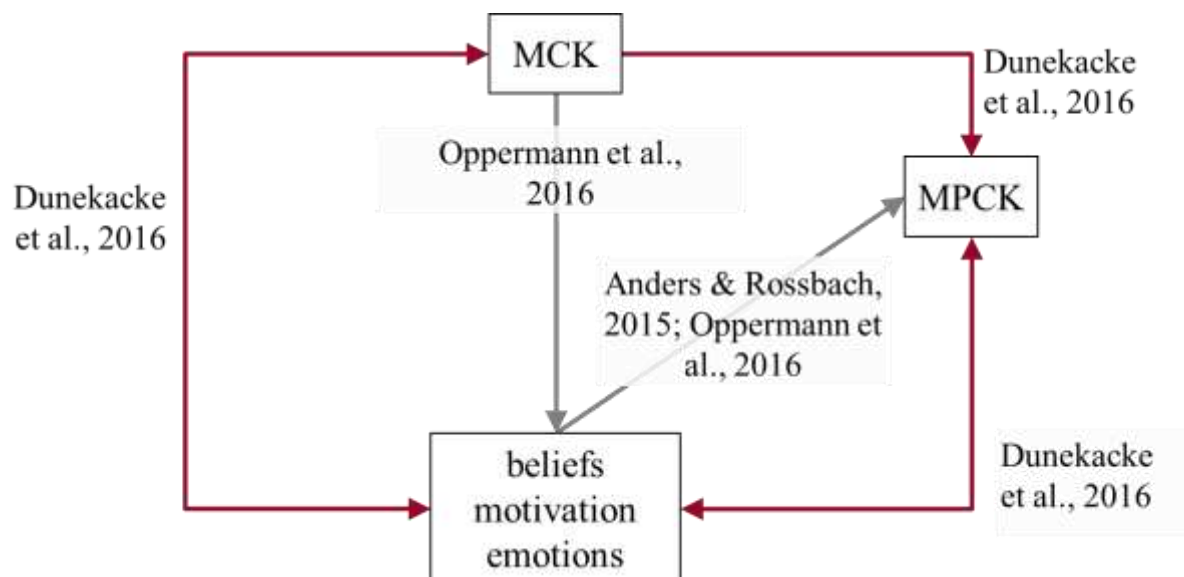 MCK
Dunekacke
et al., 2016
Oppermann et al.,
2016
MPCK
Dunekacke
et al., 2016
Anders & Rossbach,
2015; Oppermann et
al., 2016
Dunekacke
et al., 2016
beliefs
motivation
emotions